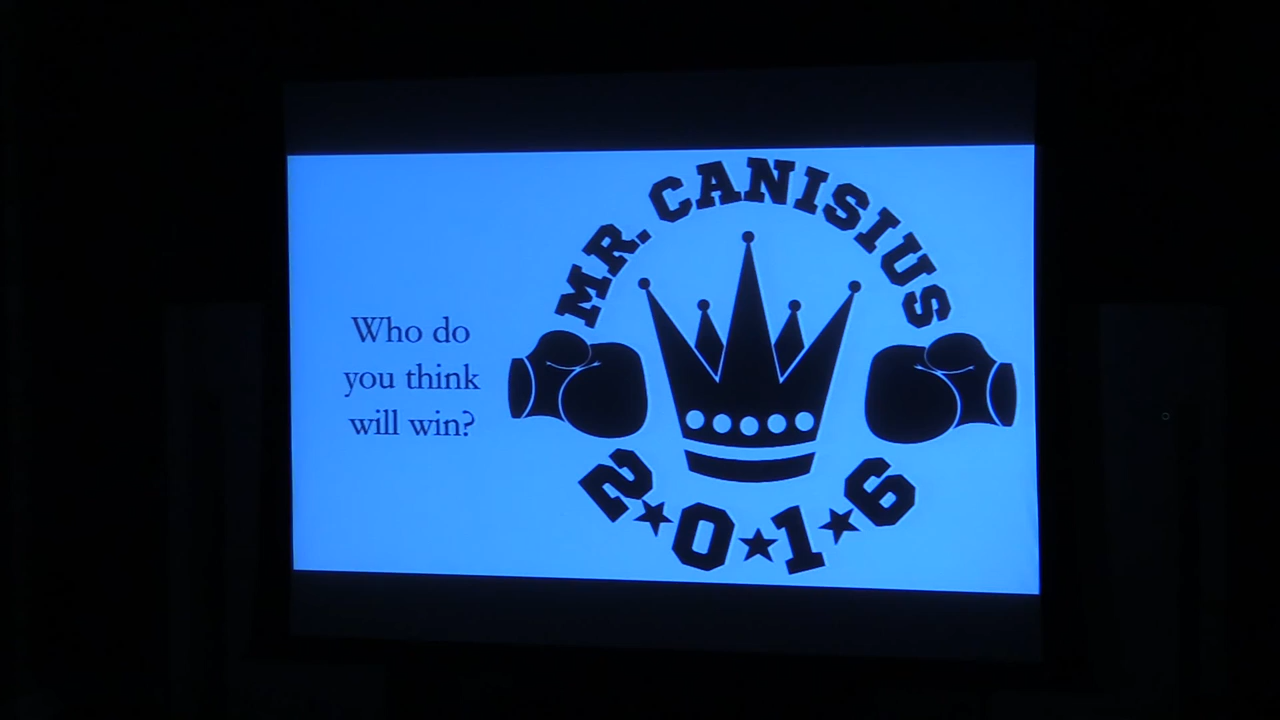 Who do
you think
will win?
MR. CANISIUS
2★0★1★6